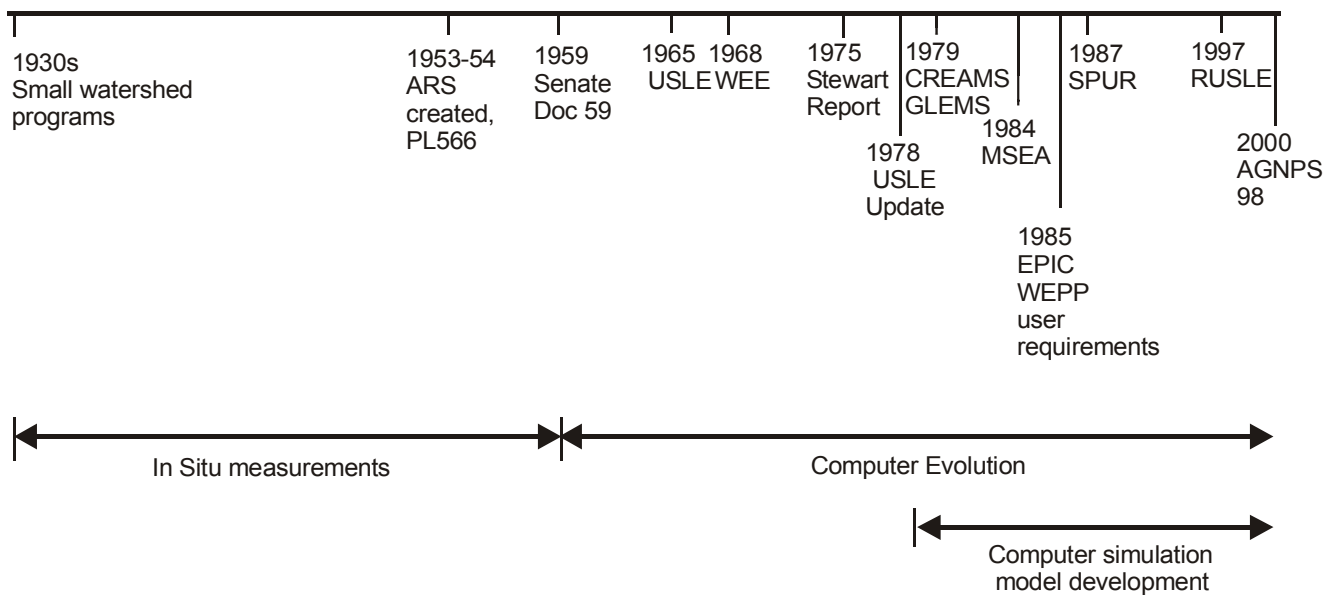 1930s
Small watershed
programs
1953-54
ARS
created,
PL566
1959
Senate
Doc 59
1965
USLE
1968
WEE
1975
Stewart
Report
1978
USLE
Update
1979
CREAMS
GLEMS
1984
MSEA
1985
EPIC
WEPP
user
requirements
1987
SPUR
1997
RUSLE
2000
AGNPS
98
In Situ measurements
Computer Evolution
Computer simulation
model development